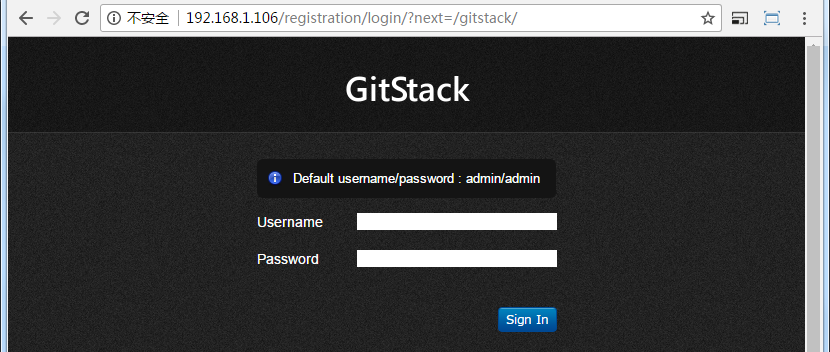 不安全 192.168.1.106/registration/login/?next=/gitstack/
GitStack
Default username/password : admin/admin
Username
Password
Sign In